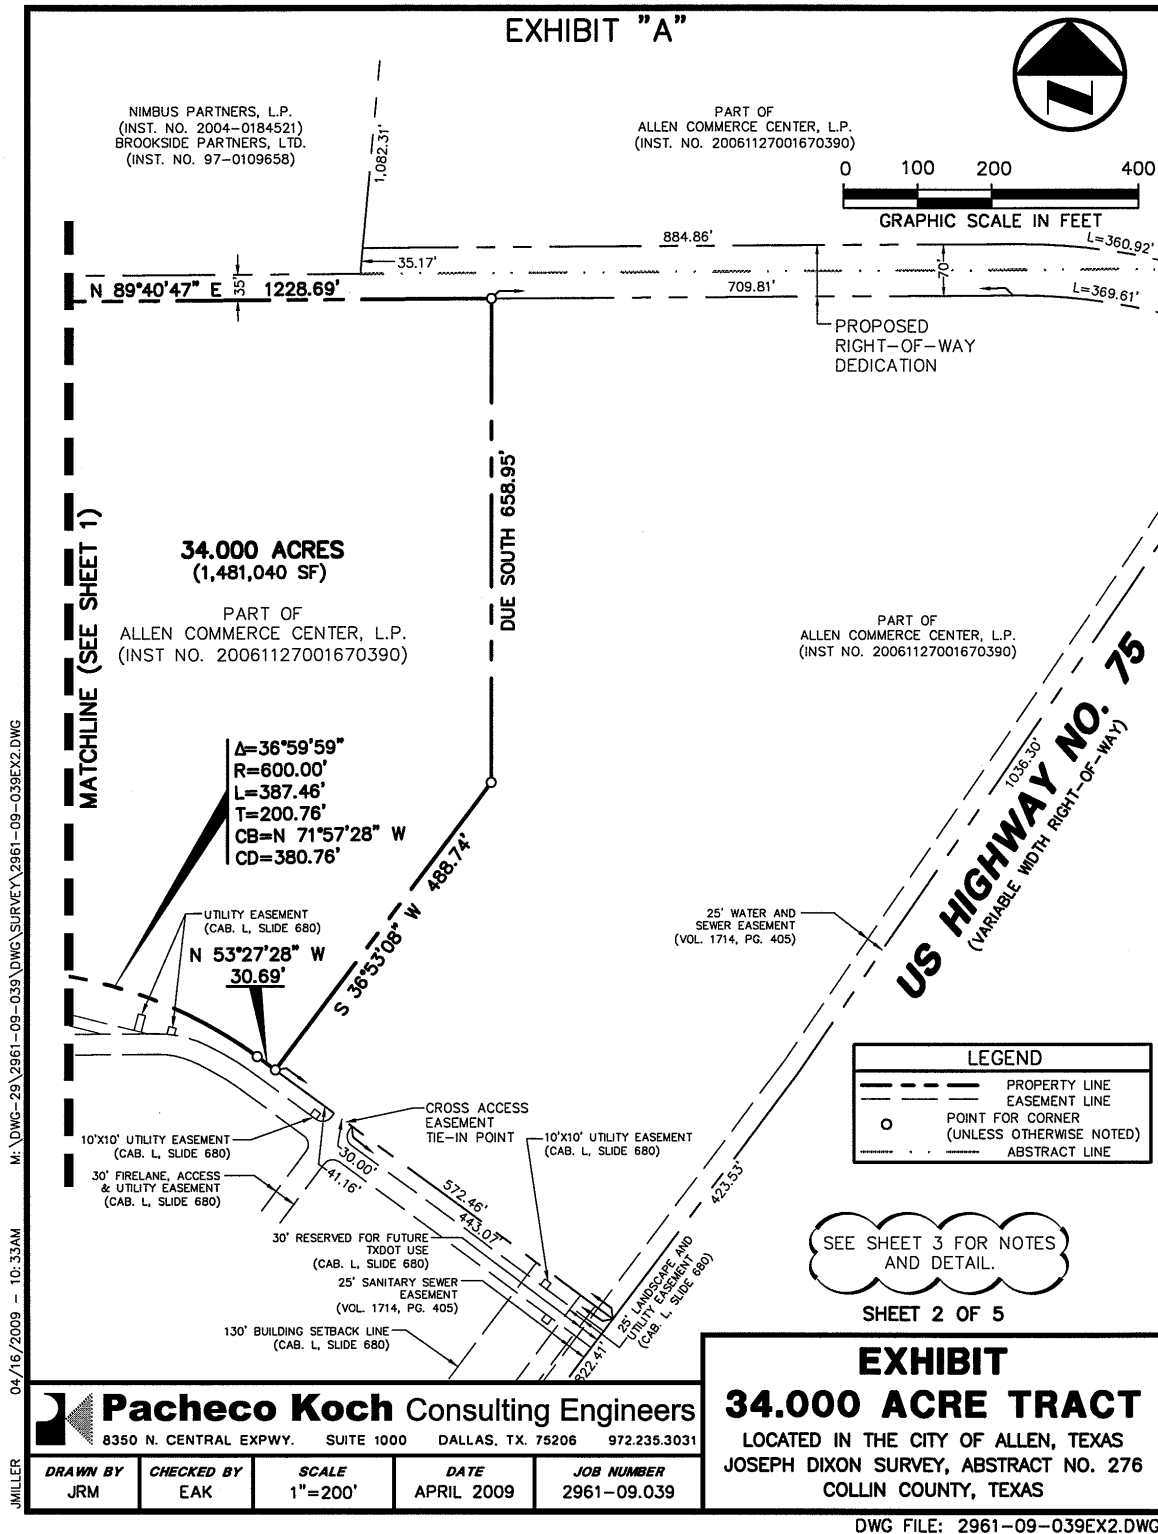 EXHIBIT "A"
NIMBUS PARTNERS, L.P.
(INST. NO. 2004-0184521)
BROOKSIDE PARTNERS, LTD.
(INST. NO. 97-0109658)
1,082.31'
PART OF
ALLEN COMMERCE CENTER, L.P.
(INST. NO. 20061127001670390)
0 100 200 400
GRAPHIC SCALE IN FEET
884.86'
L=360.92'
35.17'
70'
N 89°40'47" E 1228.69'
35'
709.81'
L=369.61'
PROPOSED
RIGHT-OF-WAY
DEDICATION
MATCHLINE (SEE SHEET 1)
DUE SOUTH 658.95'
34.000 ACRES
(1,481,040 SF)
PART OF
ALLEN COMMERCE CENTER, L.P.
(INST NO. 20061127001670390)
PART OF
ALLEN COMMERCE CENTER, L.P.
(INST NO. 20061127001670390)
Δ=36°59'59"
R=600.00'
L=387.46'
T=200.76'
CB=N 71°57'28" W
CD=380.76'
S 36°53'08" W 488.74'
1036.30'
US HIGHWAY NO. 75
(VARIABLE WIDTH RIGHT-OF-WAY)
UTILITY EASEMENT
(CAB. L, SLIDE 680)
N 53°27'28" W
30.69'
25' WATER AND
SEWER EASEMENT
(VOL. 1714, PG. 405)
LEGEND
PROPERTY LINE
EASEMENT LINE
POINT FOR CORNER
(UNLESS OTHERWISE NOTED)
ABSTRACT LINE
CROSS ACCESS
EASEMENT
TIE-IN POINT
10'X10' UTILITY EASEMENT
(CAB. L, SLIDE 680)
10'X10' UTILITY EASEMENT
(CAB. L, SLIDE 680)
30' FIRELANE, ACCESS
& UTILITY EASEMENT
(CAB. L, SLIDE 680)
30.00'
41.16'
572.46'
443.07'
423.53'
30' RESERVED FOR FUTURE
TXDOT USE
(CAB. L, SLIDE 680)
25' SANITARY SEWER
EASEMENT
(VOL. 1714, PG. 405)
130' BUILDING SETBACK LINE
(CAB. L, SLIDE 680)
25' LANDSCAPE AND
UTILITY EASEMENT
(CAB. L, SLIDE 680)
822.41'
SEE SHEET 3 FOR NOTES
AND DETAIL.
SHEET 2 OF 5
Pacheco Koch Consulting Engineers
8350 N. CENTRAL EXPWY. SUITE 1000 DALLAS, TX. 75206 972.235.3031
DRAWN BY
JRM
CHECKED BY
EAK
SCALE
1"=200'
DATE
APRIL 2009
JOB NUMBER
2961-09.039
EXHIBIT
34.000 ACRE TRACT
LOCATED IN THE CITY OF ALLEN, TEXAS
JOSEPH DIXON SURVEY, ABSTRACT NO. 276
COLLIN COUNTY, TEXAS
DWG FILE: 2961-09-039EX2.DWG
JMILLER 04/16/2009 - 10:33AM M:\DWG-29\2961-09-039\DWG\SURVEY\2961-09-039EX2.DWG